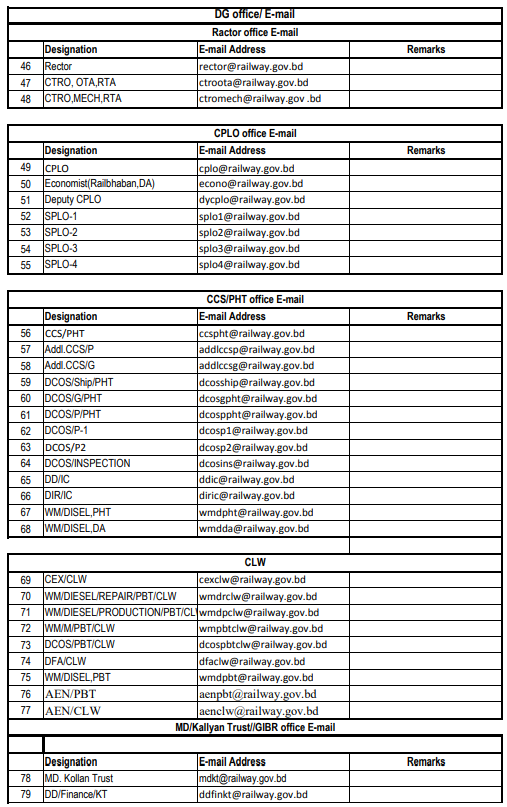 DG office/ E-mail
Ractor office E-mail
Designation E-mail Address Remarks
46 Rector rector@railway.gov.bd
47 CTRO, OTA,RTA ctroota@railway.gov.bd
48 CTRO,MECH,RTA ctromech@railway.gov .bd
CPLO office E-mail
Designation E-mail Address Remarks
49 CPLO cplo@railway.gov.bd
50 Economist(Railbhaban,DA) econo@railway.gov.bd
51 Deputy CPLO dycplo@railway.gov.bd
52 SPLO-1 splo1@railway.gov.bd
53 SPLO-2 splo2@railway.gov.bd
54 SPLO-3 splo3@railway.gov.bd
55 SPLO-4 splo4@railway.gov.bd
CCS/PHT office E-mail
Designation E-mail Address Remarks
56 CCS/PHT ccspht@railway.gov.bd
57 Addl.CCS/P addlccsp@railway.gov.bd
58 Addl.CCS/G addlccsg@railway.gov.bd
59 DCOS/Ship/PHT dcosship@railway.gov.bd
60 DCOS/G/PHT dcosgpht@railway.gov.bd
61 DCOS/P/PHT dcosppht@railway.gov.bd
62 DCOS/P-1 dcosp1@railway.gov.bd
63 DCOS/P2 dcosp2@railway.gov.bd
64 DCOS/INSPECTION dcosins@railway.gov.bd
65 DD/IC ddic@railway.gov.bd
66 DIR/IC diric@railway.gov.bd
67 WM/DISEL,PHT wmdpht@railway.gov.bd
68 WM/DISEL,DA wmdda@railway.gov.bd
CLW
69 CEX/CLW cexclw@railway.gov.bd
70 WM/DIESEL/REPAIR/PBT/CLW wmdrclw@railway.gov.bd
71 WM/DIESEL/PRODUCTION/PBT/CLW wmdpclw@railway.gov.bd
72 WM/M/PBT/CLW wmpbtclw@railway.gov.bd
73 DCOS/PBT/CLW dcospbtclw@railway.gov.bd
74 DFA/CLW dfaclw@railway.gov.bd
75 WM/DISEL,PBT wmdpbt@railway.gov.bd
76 AEN/PBT aenpbt@railway.gov.bd
77 AEN/CLW aenclw@railway.gov.bd
MD/Kallyan Trust//GIBR office E-mail
Designation E-mail Address Remarks
78 MD. Kollan Trust mdkt@railway.gov.bd
79 DD/Finance/KT ddfinkt@railway.gov.bd